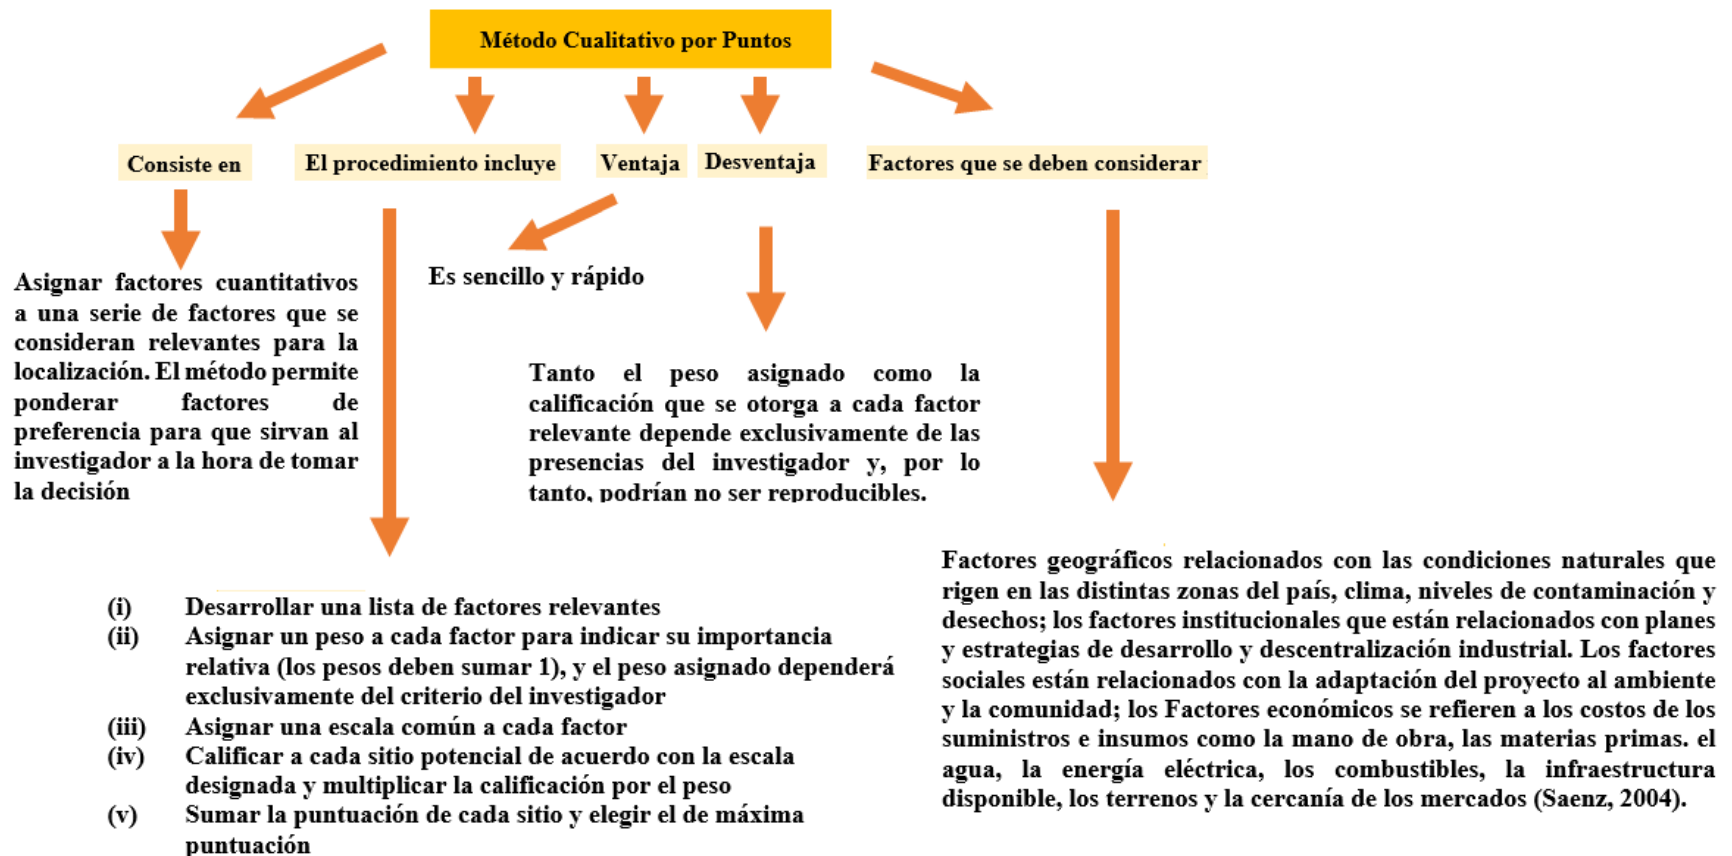 Método Cualitativo por Puntos
Consiste en
El procedimiento incluye
Ventaja
Desventaja
Factores que se deben considerar
Asignar factores cuantitativos
a una serie de factores que se
consideran relevantes para la
localización. El método permite
ponderar factores de
preferencia para que sirvan al
investigador a la hora de tomar
la decisión
Es sencillo y rápido
Tanto el peso asignado como la
calificación que se otorga a cada factor
relevante depende exclusivamente de las
presencias del investigador y, por lo
tanto, podrían no ser reproducibles.
(i) Desarrollar una lista de factores relevantes
(ii) Asignar un peso a cada factor para indicar su importancia
relativa (los pesos deben sumar 1), y el peso asignado dependerá
exclusivamente del criterio del investigador
(iii) Asignar una escala común a cada factor
(iv) Calificar a cada sitio potencial de acuerdo con la escala
designada y multiplicar la calificación por el peso
(v) Sumar la puntuación de cada sitio y elegir el de máxima
puntuación
Factores geográficos relacionados con las condiciones naturales que
rigen en las distintas zonas del país, clima, niveles de contaminación y
desechos; los factores institucionales que están relacionados con planes
y estrategias de desarrollo y descentralización industrial. Los factores
sociales están relacionados con la adaptación del proyecto al ambiente
y la comunidad; los Factores económicos se refieren a los costos de los
suministros e insumos como la mano de obra, las materias primas. el
agua, la energía eléctrica, los combustibles, la infraestructura
disponible, los terrenos y la cercanía de los mercados (Saenz, 2004).